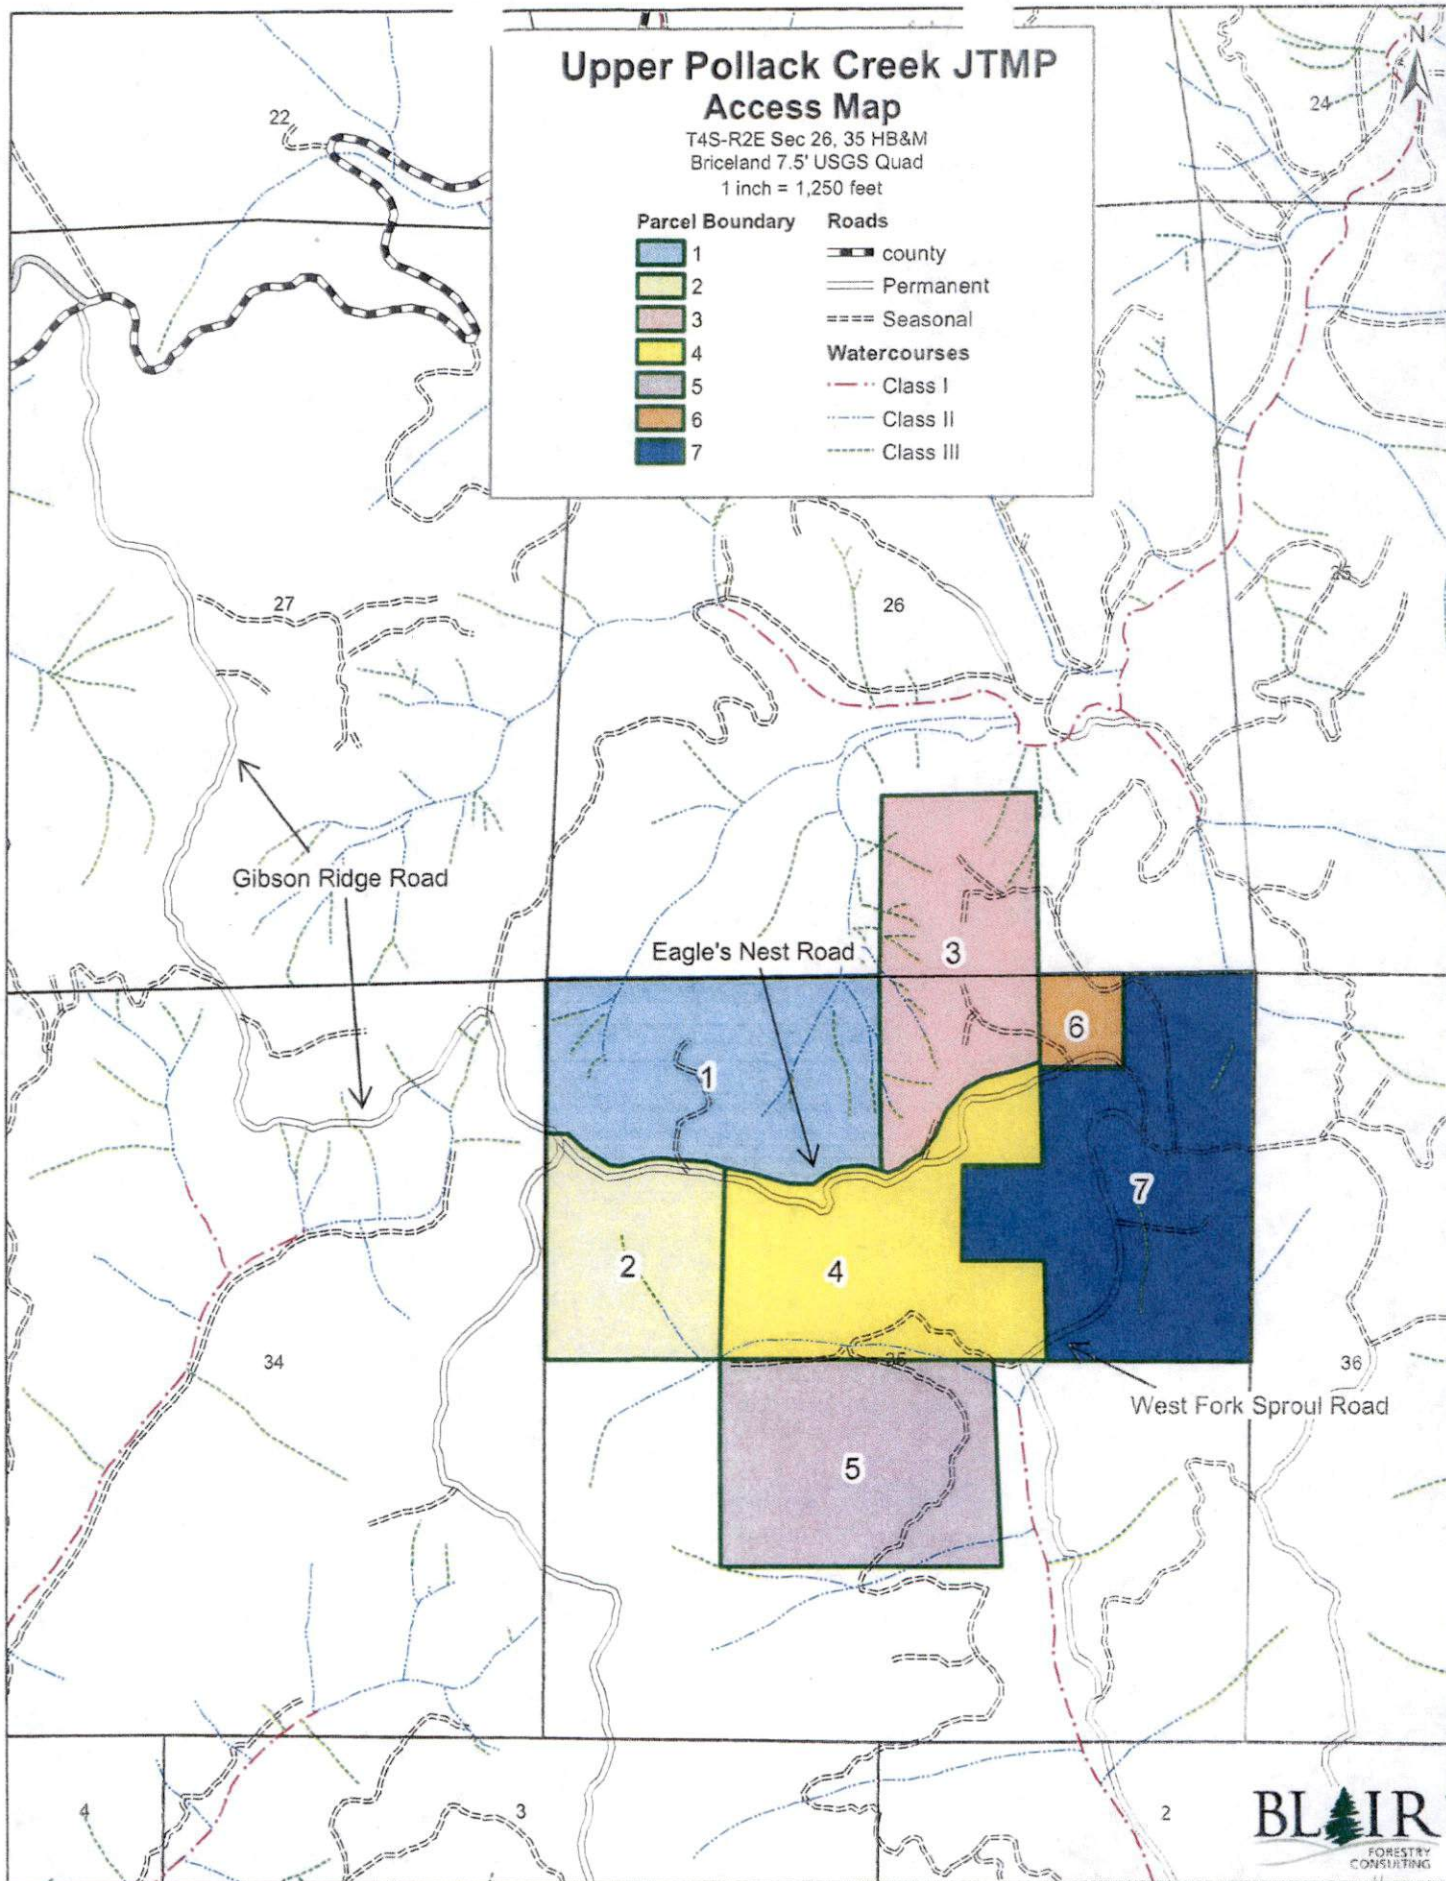 Upper Pollack Creek JTMP
Access Map
T4S-R2E Sec 26, 35 HB&M
Briceland 7.5' USGS Quad
1 inch = 1,250 feet
Parcel Boundary
1
2
3
4
5
6
7
Roads
county
Permanent
Seasonal
Watercourses
Class I
Class II
Class III
N
22
24
27
26
25
Gibson Ridge Road
Eagle's Nest Road
3
6
1
7
2
4
34
35
36
West Fork Sproul Road
5
4
3
2
BLAIR
FORESTRY
CONSULTING